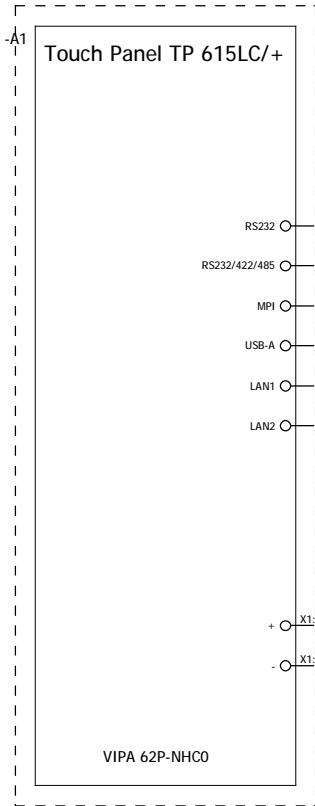 -A1
Touch Panel TP 615LC/+
RS232
RS232/422/485
MPI
USB-A
LAN1
LAN2
+ X1:
- X1:
VIPA 62P-NHC0